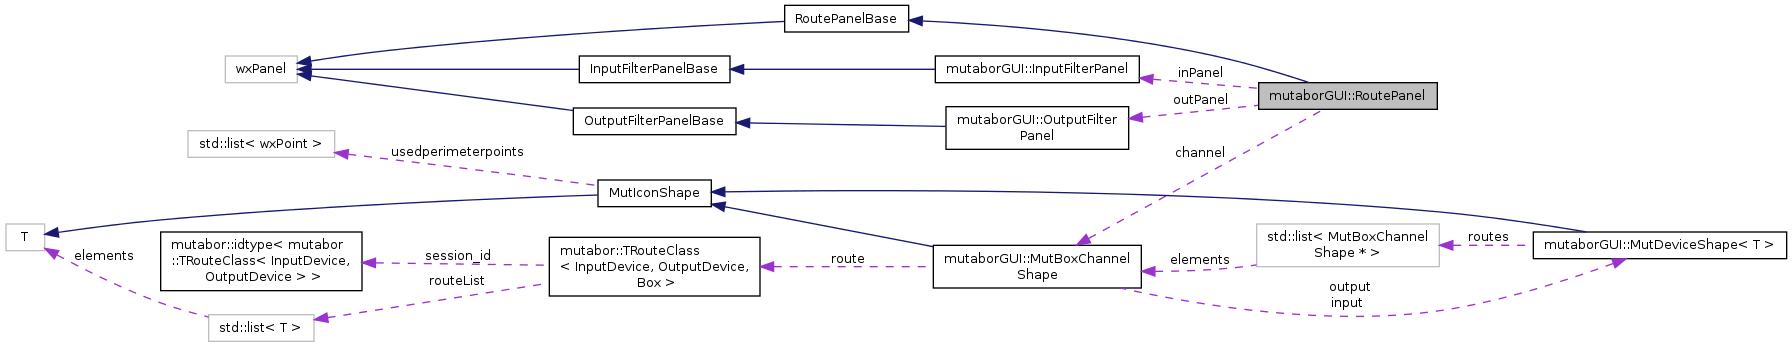 RoutePanelBase
wxPanel
InputFilterPanelBase
mutaborGUI::InputFilterPanel
inPanel
mutaborGUI::RoutePanel
outPanel
OutputFilterPanelBase
mutaborGUI::OutputFilter
Panel
std::list< wxPoint >
usedperimeterpoints
channel
MutIconShape
T
elements
mutabor::idtype< mutabor
::TRouteClass< InputDevice,
OutputDevice > >
session_id
routeList
mutabor::TRouteClass
< InputDevice, OutputDevice,
Box >
route
mutaborGUI::MutBoxChannel
Shape
elements
std::list< MutBoxChannel
Shape * >
routes
mutaborGUI::MutDeviceShape< T >
output
input
std::list< T >